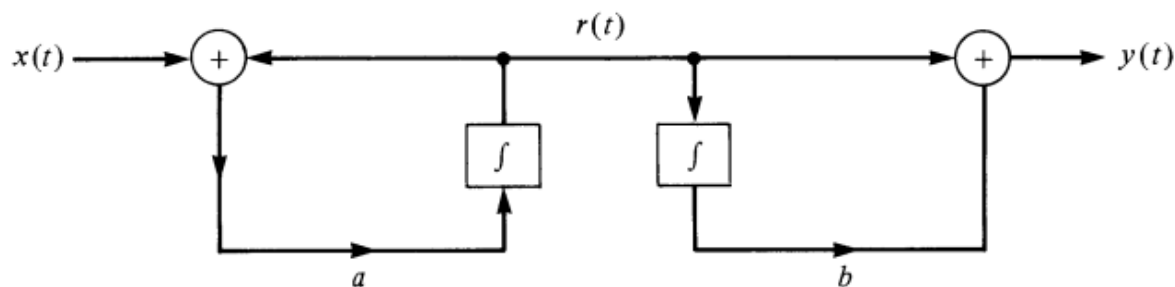 r(t)
x(t) + + y(t)
∫ ∫
a b